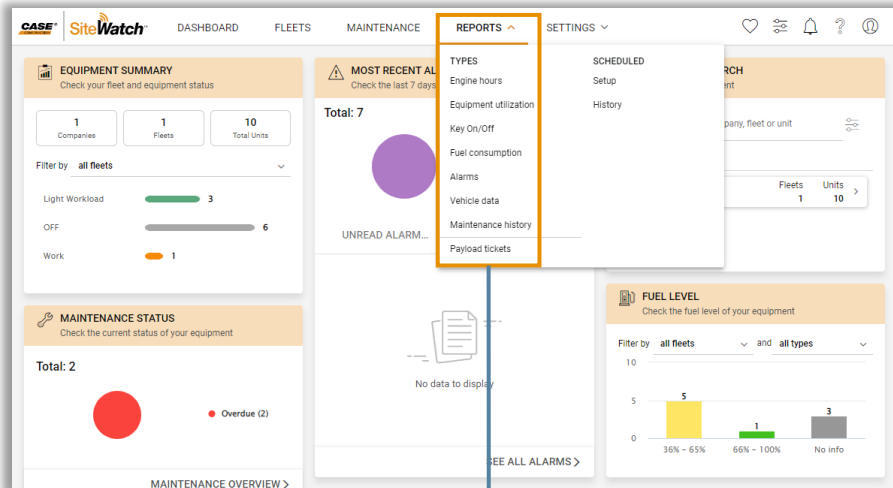 CASE SiteWatch
CONSTRUCTION
DASHBOARD FLEETS MAINTENANCE REPORTS SETTINGS
EQUIPMENT SUMMARY
Check your fleet and equipment status
1 1 10
Companies Fleets Total Units
Filter by all fleets
Light Workload 3
OFF 6
Work 1
MAINTENANCE STATUS
Check the current status of your equipment
Total: 2
Overdue (2)
MAINTENANCE OVERVIEW >
MOST RECENT AL
Check the last 7 days
Total: 7
UNREAD ALARM...
No data to display
SEE ALL ALARMS >
TYPES
Engine hours
Equipment utilization
Key On/Off
Fuel consumption
Alarms
Vehicle data
Maintenance history
Payload tickets
SCHEDULED
Setup
History
RCH
ent
pany, fleet or unit
Fleets Units
1 10
FUEL LEVEL
Check the fuel level of your equipment
Filter by all fleets and all types
10
5
0
5 1 3
36% - 65% 66% - 100% No info